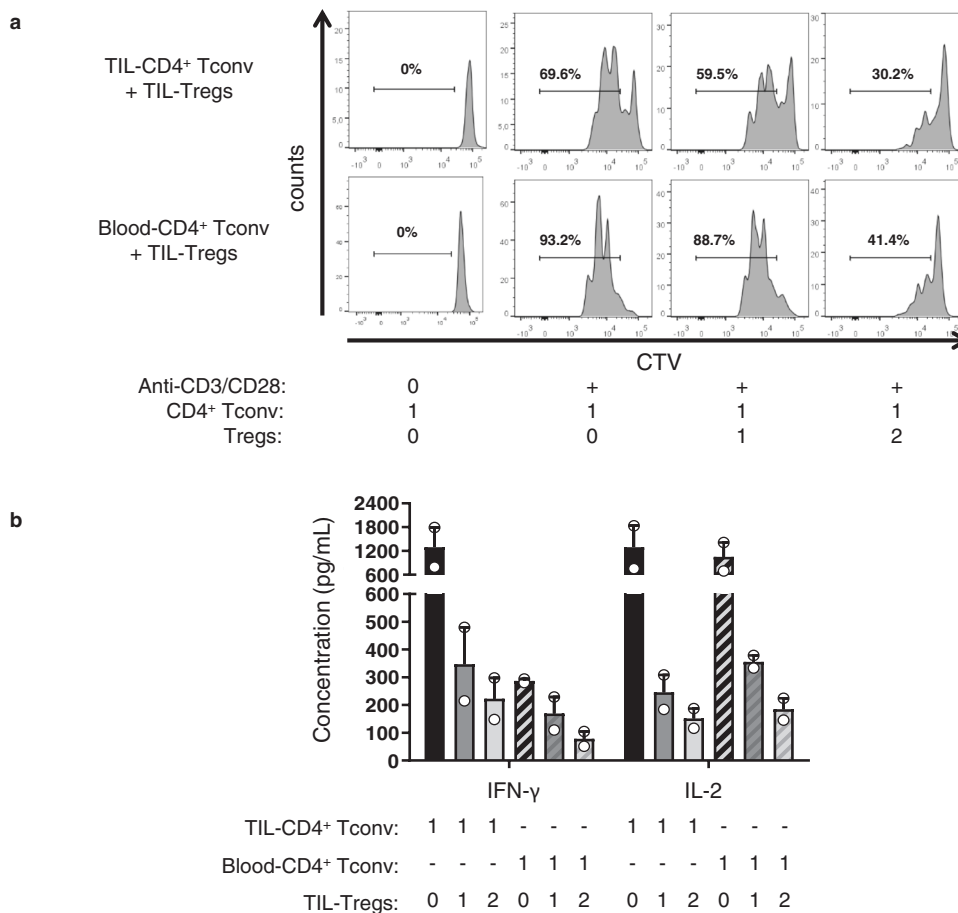 a
TIL-CD4⁺ Tconv
+ TIL-Tregs
Blood-CD4⁺ Tconv
+ TIL-Tregs
counts
0%
69.6%
59.5%
30.2%
0%
93.2%
88.7%
41.4%
CTV
Anti-CD3/CD28: 0 + + +
CD4⁺ Tconv: 1 1 1 1
Tregs: 0 0 1 2
b
Concentration (pg/mL)
2400
1800
1200
600
600
500
400
300
200
100
0
IFN-γ IL-2
TIL-CD4⁺ Tconv: 1 1 1 - - - 1 1 1 - - -
Blood-CD4⁺ Tconv: - - - 1 1 1 - - - 1 1 1
TIL-Tregs: 0 1 2 0 1 2 0 1 2 0 1 2